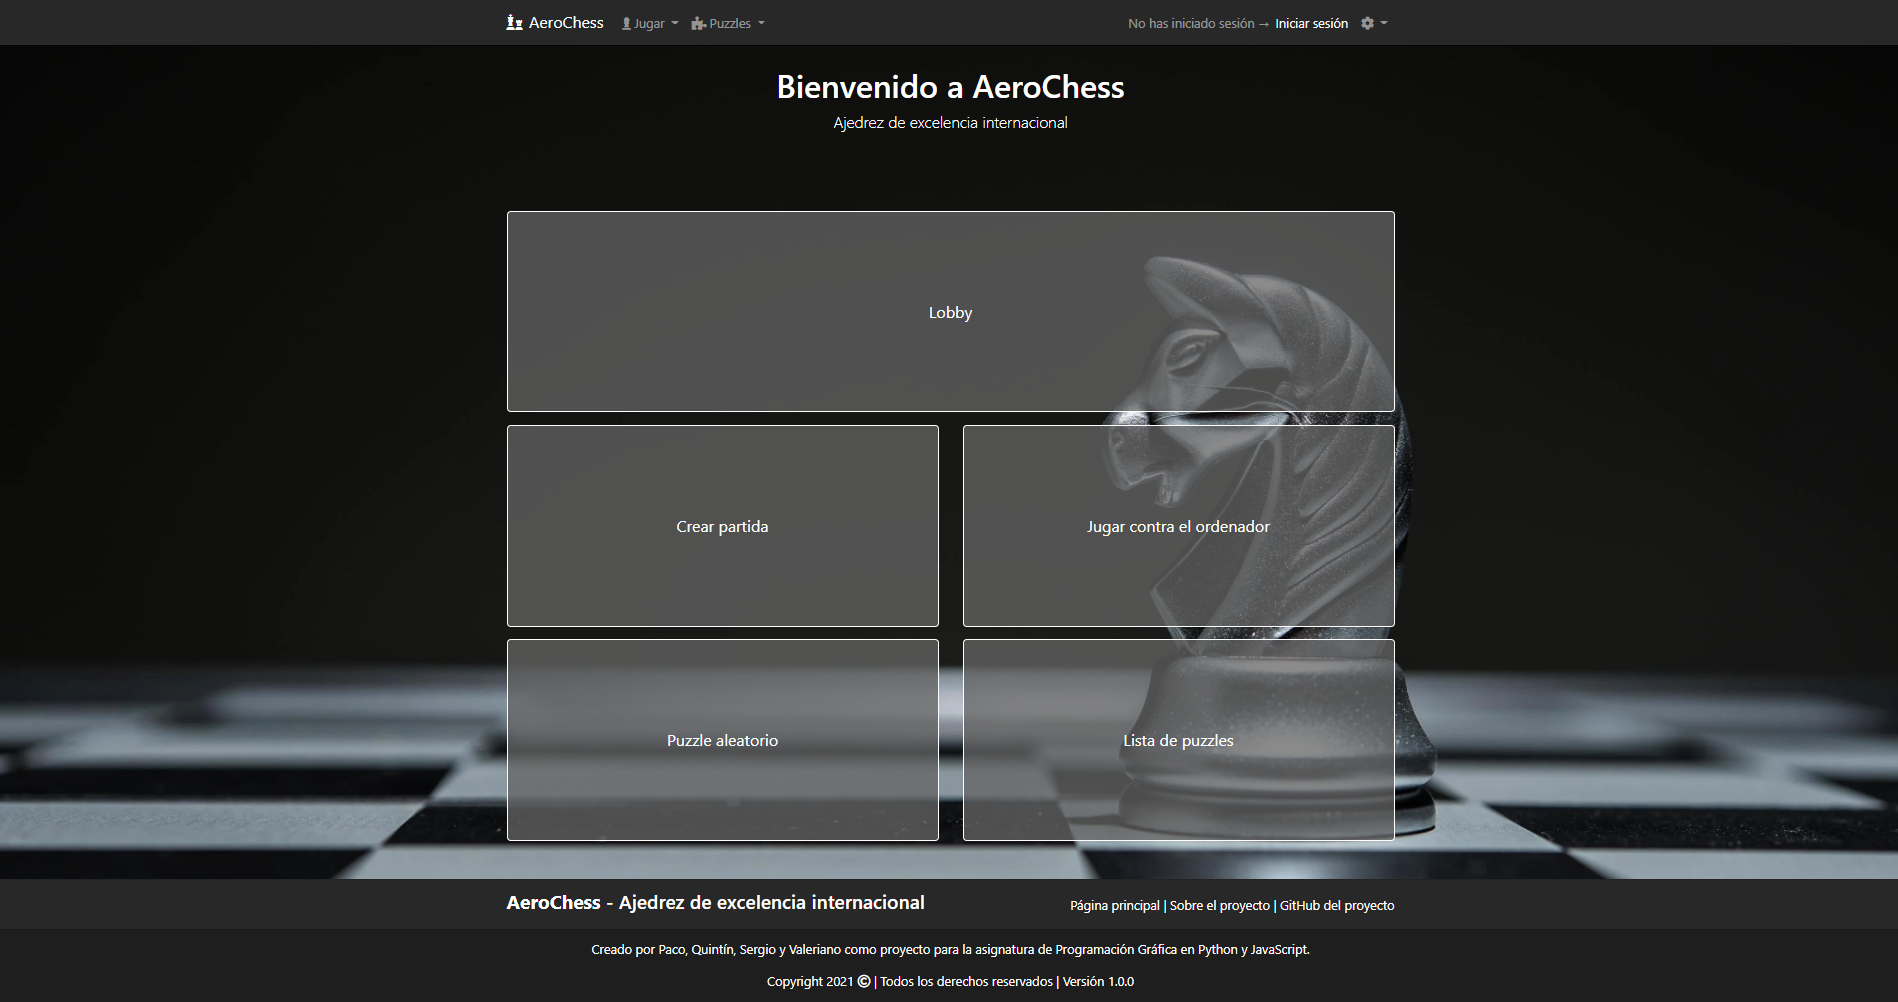 AeroChess Jugar Puzzles No has iniciado sesión → Iniciar sesión
Bienvenido a AeroChess
Ajedrez de excelencia internacional
Lobby
Crear partida
Jugar contra el ordenador
Puzzle aleatorio
Lista de puzzles
AeroChess - Ajedrez de excelencia internacional
Página principal | Sobre el proyecto | GitHub del proyecto
Creado por Paco, Quintín, Sergio y Valeriano como proyecto para la asignatura de Programación Gráfica en Python y JavaScript.
Copyright 2021 © | Todos los derechos reservados | Versión 1.0.0